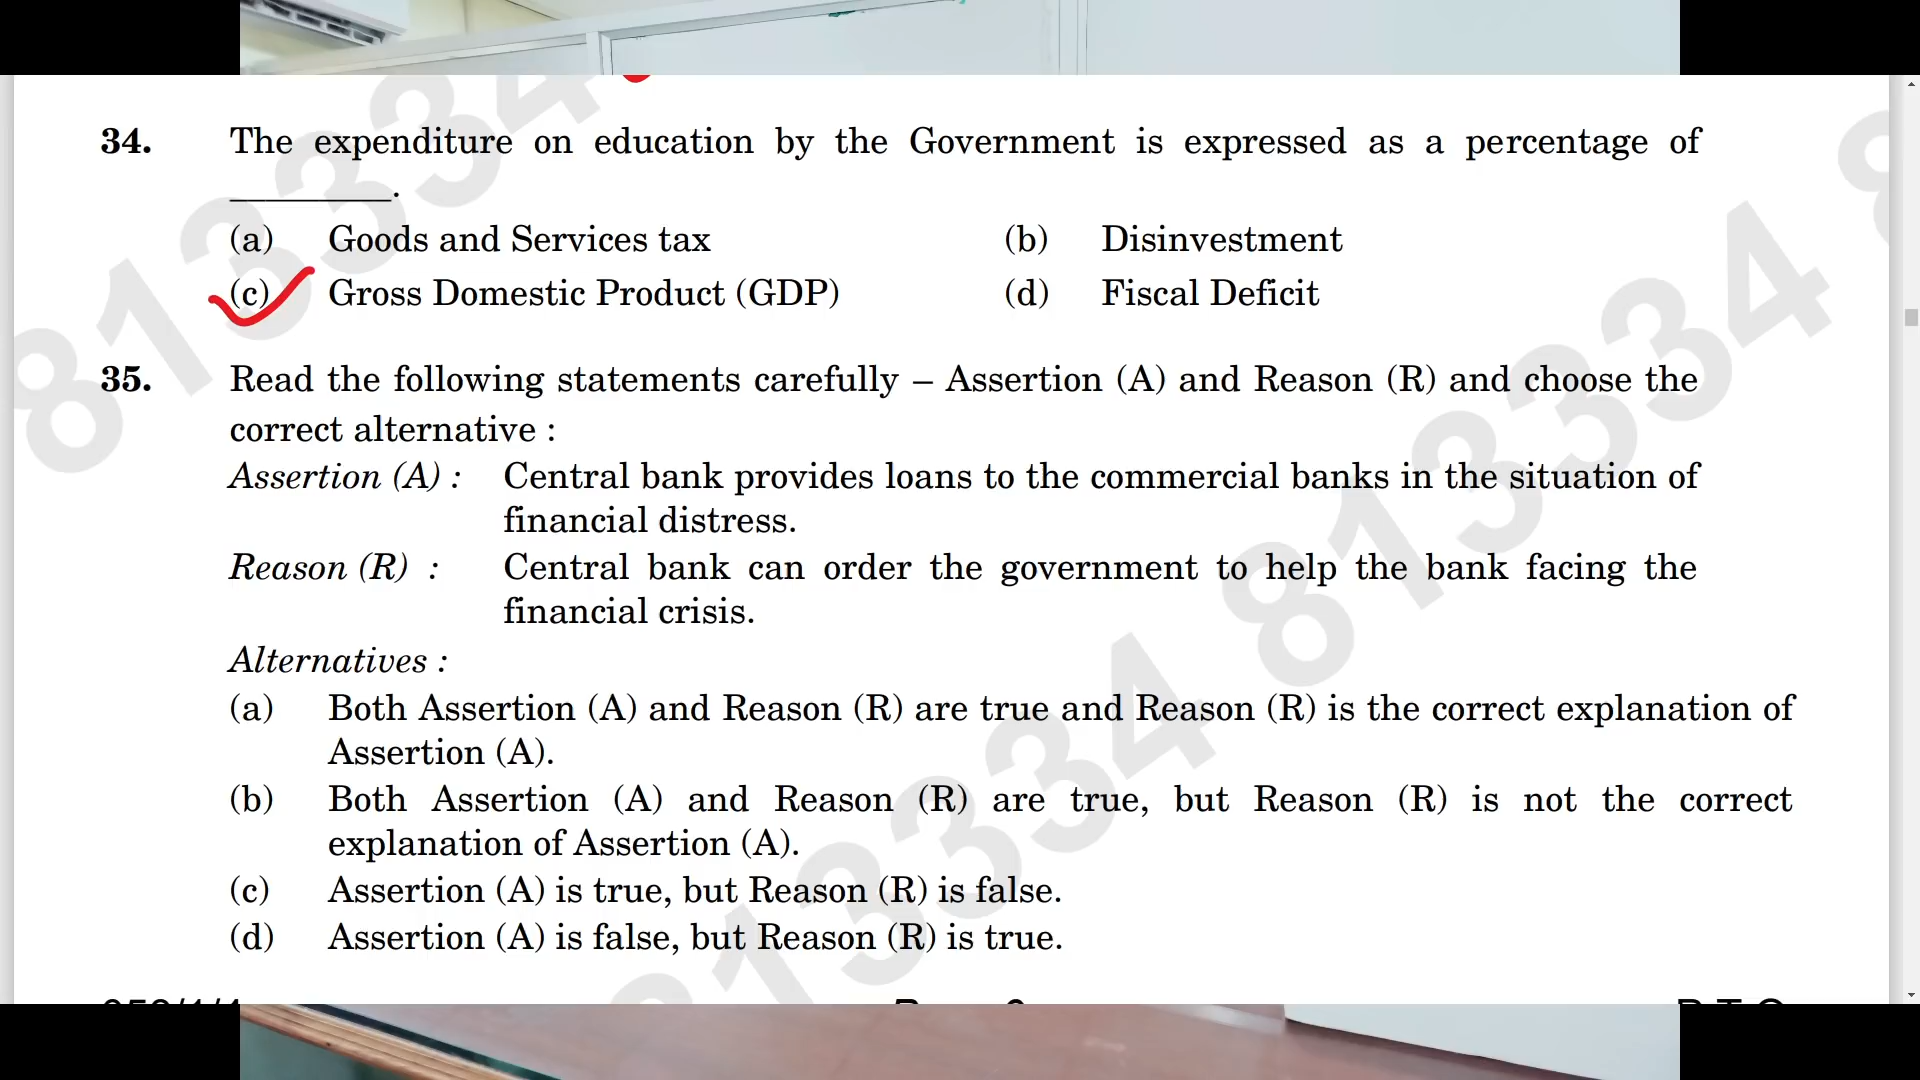 34. The expenditure on education by the Government is expressed as a percentage of
_________.
(a) Goods and Services tax (b) Disinvestment
(c) Gross Domestic Product (GDP) (d) Fiscal Deficit
35. Read the following statements carefully – Assertion (A) and Reason (R) and choose the
correct alternative :
Assertion (A) : Central bank provides loans to the commercial banks in the situation of
financial distress.
Reason (R) : Central bank can order the government to help the bank facing the
financial crisis.
Alternatives :
(a) Both Assertion (A) and Reason (R) are true and Reason (R) is the correct explanation of
Assertion (A).
(b) Both Assertion (A) and Reason (R) are true, but Reason (R) is not the correct
explanation of Assertion (A).
(c) Assertion (A) is true, but Reason (R) is false.
(d) Assertion (A) is false, but Reason (R) is true.
81334
81334 81334 8